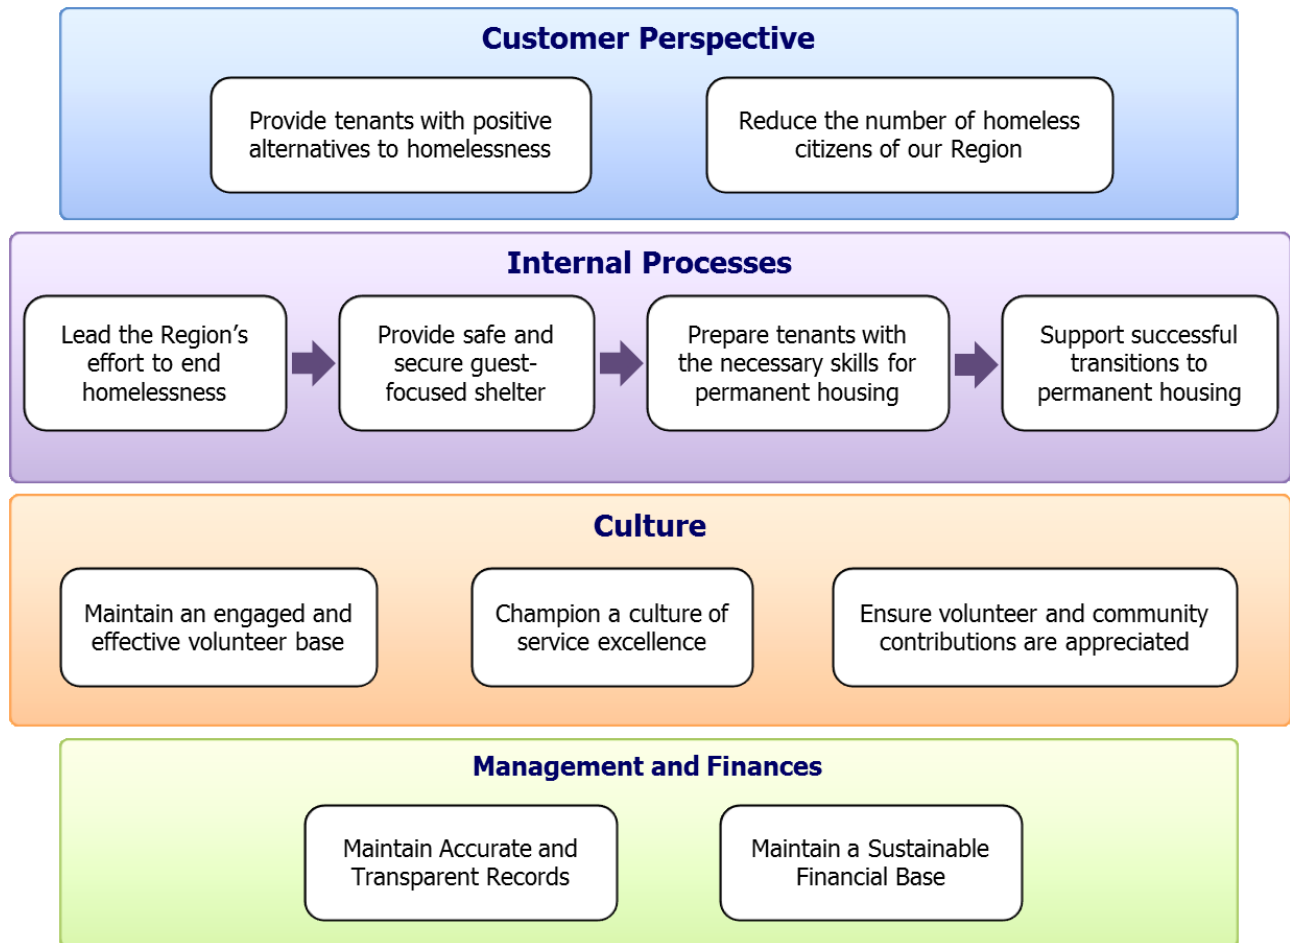 Customer Perspective
Provide tenants with positive
alternatives to homelessness
Reduce the number of homeless
citizens of our Region
Internal Processes
Lead the Region’s
effort to end
homelessness
Provide safe and
secure guest-
focused shelter
Prepare tenants with
the necessary skills for
permanent housing
Support successful
transitions to
permanent housing
Culture
Maintain an engaged and
effective volunteer base
Champion a culture of
service excellence
Ensure volunteer and community
contributions are appreciated
Management and Finances
Maintain Accurate and
Transparent Records
Maintain a Sustainable
Financial Base